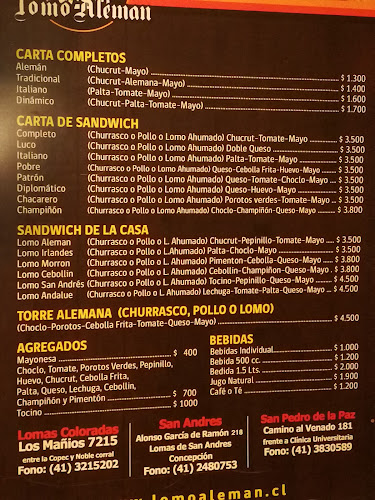 Lomo Alemán
CARTA COMPLETOS
Alemán (Chucrut-Mayo) $ 1.300
Tradicional (Chucrut-Alemana-Mayo) $ 1.400
Italiano (Palta-Tomate-Mayo) $ 1.600
Dinámico (Chucrut-Palta-Tomate-Mayo) $ 1.700
CARTA DE SANDWICH
Completo (Churrasco o Pollo o Lomo Ahumado) Chucrut-Tomate-Mayo $ 3.500
Luco (Churrasco o Pollo o Lomo Ahumado) Doble Queso $ 3.500
Italiano (Churrasco o Pollo o Lomo Ahumado) Palta-Tomate-Mayo $ 3.500
Pobre (Churrasco o Pollo o Lomo Ahumado) Queso-Cebolla Frita-Huevo-Mayo $ 3.500
Patrón (Churrasco o Pollo o Lomo Ahumado) Queso-Tomate-Choclo-Mayo $ 3.500
Diplomático (Churrasco o Pollo o Lomo Ahumado) Queso-Huevo-Mayo $ 3.500
Chacarero (Churrasco o Pollo o Lomo Ahumado) Porotos verdes-Tomate-Mayo $ 3.500
Champiñón (Churrasco o Pollo o Lomo Ahumado) Choclo-Champiñón-Queso-Mayo $ 3.800
SANDWICH DE LA CASA
Lomo Aleman (Churrasco o Pollo o L. Ahumado) Chucrut-Pepinillo-Tomate-Mayo $ 3.500
Lomo Irlandes (Churrasco o Pollo o L. Ahumado) Palta-Choclo-Mayo $ 3.500
Lomo Morron (Churrasco o Pollo o L. Ahumado) Pimenton-Cebolla-Queso-Mayo $ 3.800
Lomo Cebollín (Churrasco o Pollo o L. Ahumado) Cebollín-Champiñon-Queso-Mayo $ 3.800
Lomo San Andrés (Churrasco o Pollo o L. Ahumado) Tocino-Pepinillo-Queso-Mayo $ 4.500
Lomo Andalue (Churrasco o Pollo o L. Ahumado) Lechuga-Tomate-Palta-Queso-Mayo $ 4.500
TORRE ALEMANA (CHURRASCO, POLLO O LOMO)
(Choclo-Porotos-Cebolla Frita-Tomate-Queso-Mayo) $ 4.500
AGREGADOS
Mayonesa $ 400
Choclo, Tomate, Porotos Verdes, Pepinillo,
Huevo, Chucrut, Cebolla Frita,
Palta, Queso, Lechuga, Cebollin,
Champiñón y Pimentón $ 700
Tocino $ 1000
BEBIDAS
Bebidas Individual $ 1.000
Bebida 500 cc. $ 1.200
Bebida 1.5 Lts. $ 2.000
Jugo Natural $ 1.900
Café o Té $ 1.200
Lomas Coloradas
Los Mañios 7215
entre la Copec y Noble corral
Fono: (41) 3215202
San Andres
Alonso García de Ramón 218
Lomas de San Andres
Concepción
Fono: (41) 2480753
San Pedro de la Paz
Camino al Venado 181
frente a Clinica Universitaria
Fono: (41) 3830589
lomoaleman.cl